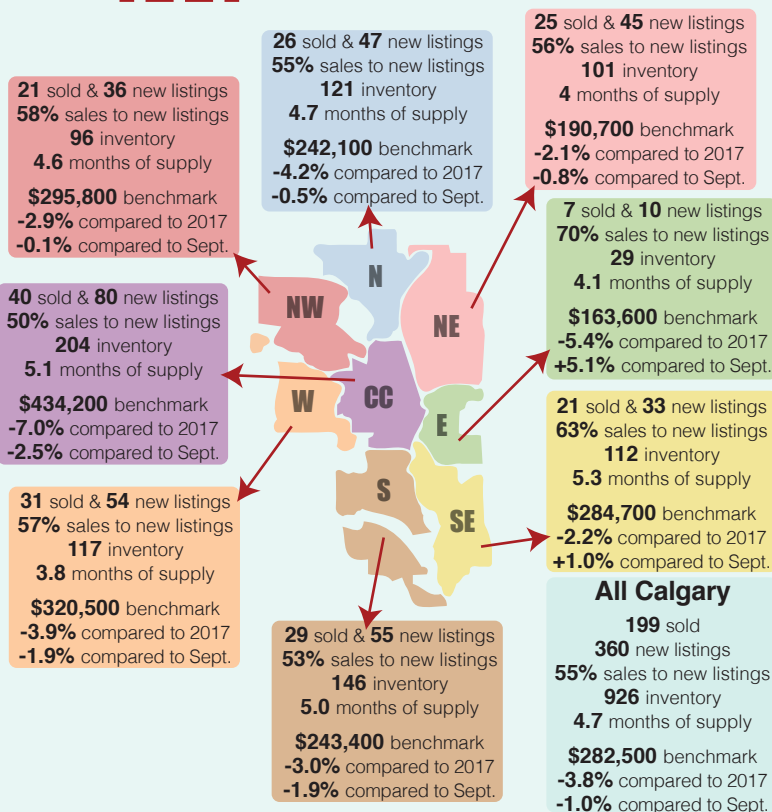 26 sold & 47 new listings
55% sales to new listings
121 inventory
4.7 months of supply
$242,100 benchmark
-4.2% compared to 2017
-0.5% compared to Sept.
25 sold & 45 new listings
56% sales to new listings
101 inventory
4 months of supply
$190,700 benchmark
-2.1% compared to 2017
-0.8% compared to Sept.
21 sold & 36 new listings
58% sales to new listings
96 inventory
4.6 months of supply
$295,800 benchmark
-2.9% compared to 2017
-0.1% compared to Sept.
7 sold & 10 new listings
70% sales to new listings
29 inventory
4.1 months of supply
$163,600 benchmark
-5.4% compared to 2017
+5.1% compared to Sept.
N
NW
NE
40 sold & 80 new listings
50% sales to new listings
204 inventory
5.1 months of supply
$434,200 benchmark
-7.0% compared to 2017
-2.5% compared to Sept.
W
CC
E
21 sold & 33 new listings
63% sales to new listings
112 inventory
5.3 months of supply
$284,700 benchmark
-2.2% compared to 2017
+1.0% compared to Sept.
S
SE
31 sold & 54 new listings
57% sales to new listings
117 inventory
3.8 months of supply
$320,500 benchmark
-3.9% compared to 2017
-1.9% compared to Sept.
29 sold & 55 new listings
53% sales to new listings
146 inventory
5.0 months of supply
$243,400 benchmark
-3.0% compared to 2017
-1.9% compared to Sept.
All Calgary
199 sold
360 new listings
55% sales to new listings
926 inventory
4.7 months of supply
$282,500 benchmark
-3.8% compared to 2017
-1.0% compared to Sept.